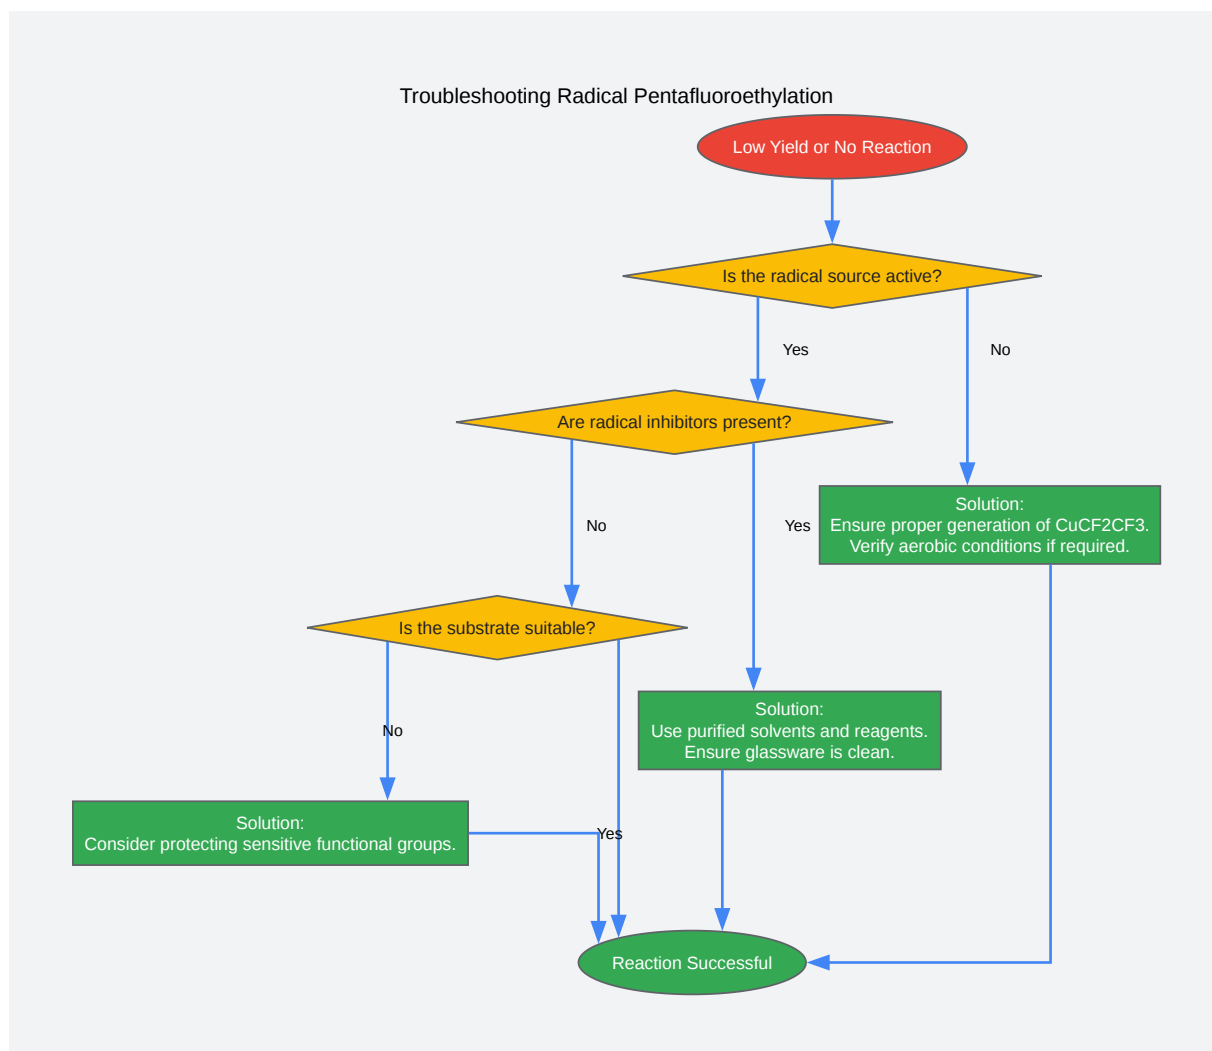 Troubleshooting Radical Pentafluoroethylation
Low Yield or No Reaction
Is the radical source active?
Yes
No
Are radical inhibitors present?
Solution:
Ensure proper generation of CuCF2CF3.
Verify aerobic conditions if required.
No
Yes
Is the substrate suitable?
Solution:
Use purified solvents and reagents.
Ensure glassware is clean.
No
Solution:
Consider protecting sensitive functional groups.
Yes
Reaction Successful